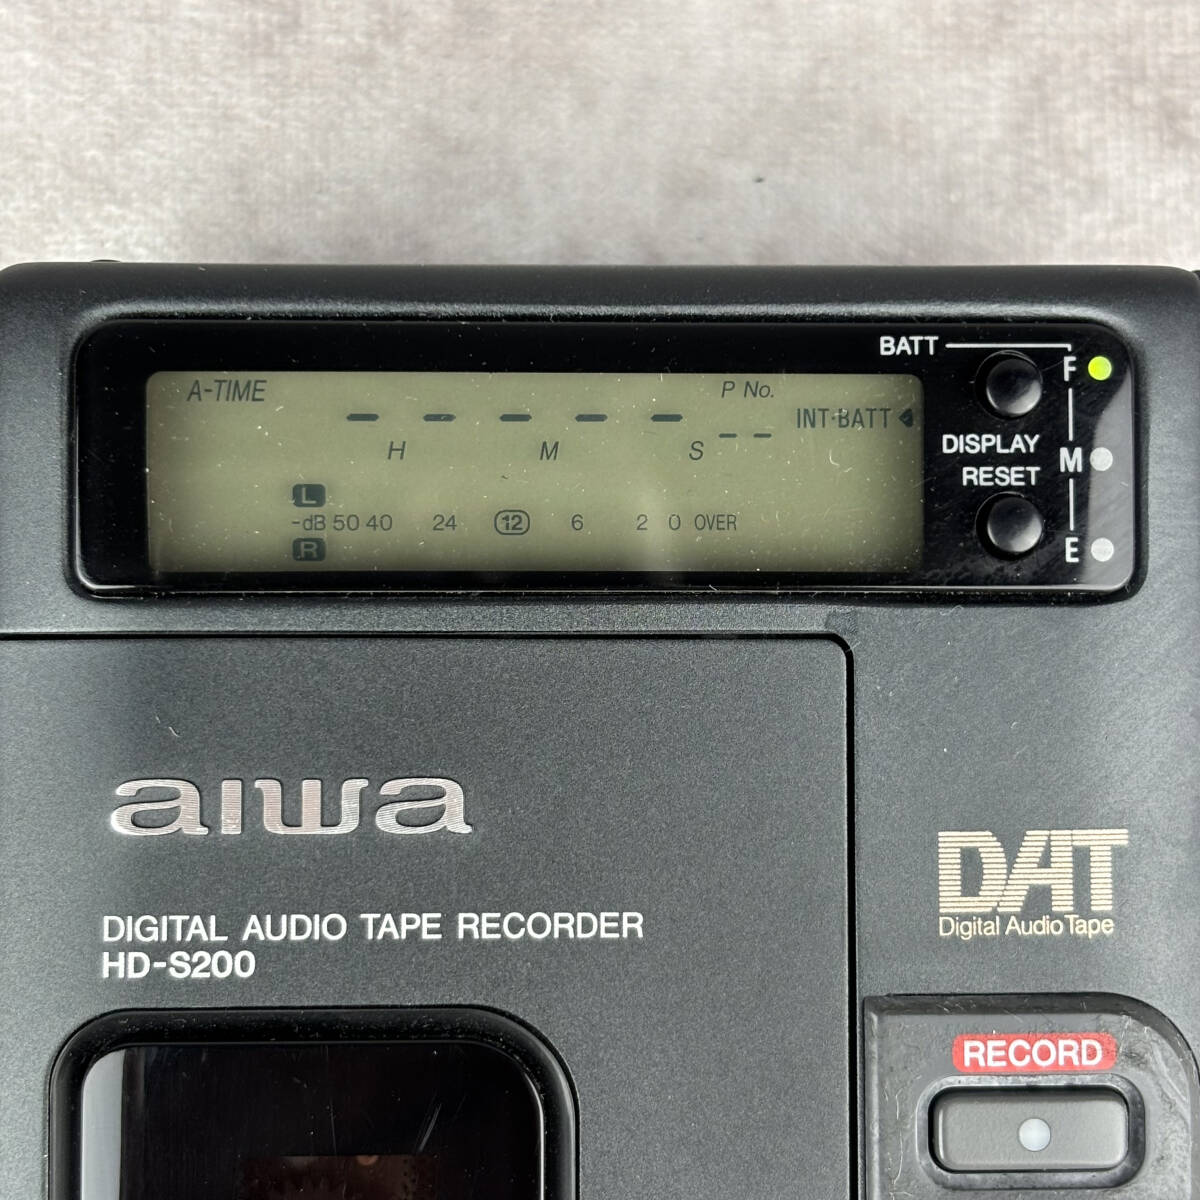 BATT
F
A-TIME
P No.
- - - - -
INT·BATT
- -
H M S
DISPLAY
RESET
M
L
-dB 50 40 24 12 6 2 0 OVER
R
E
aiwa
DIGITAL AUDIO TAPE RECORDER
HD-S200
DAT
Digital Audio Tape
RECORD